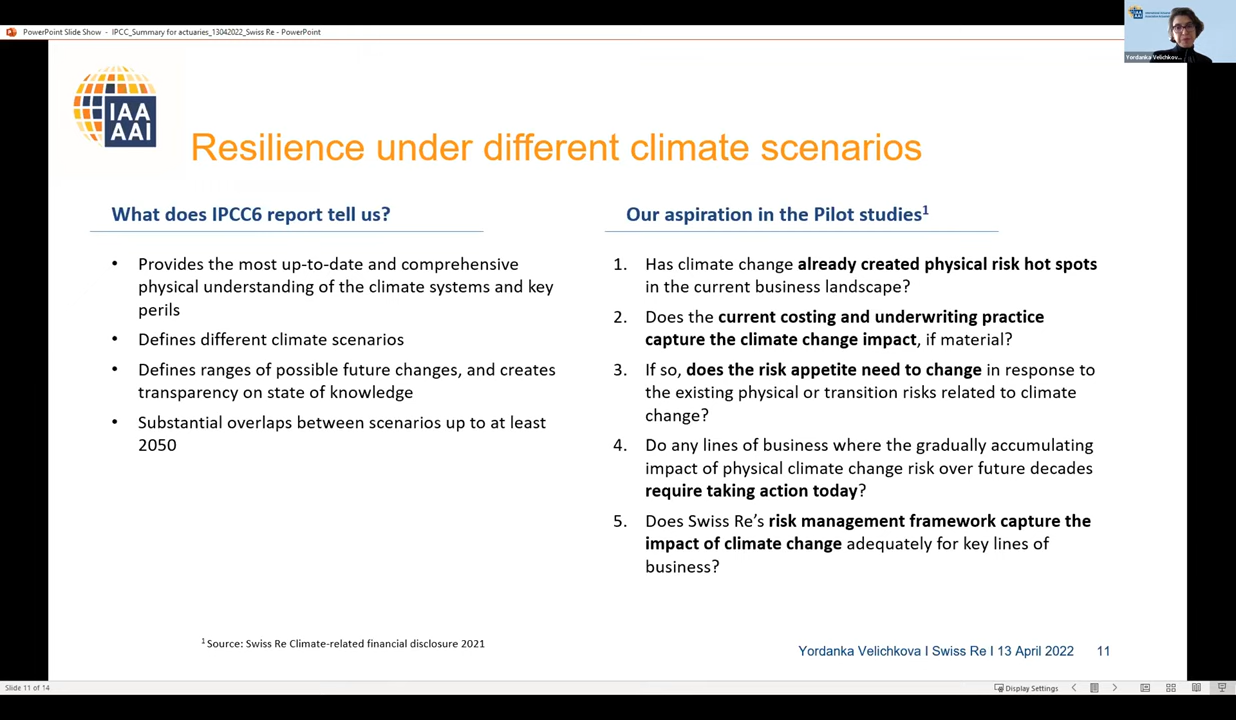 PowerPoint Slide Show - IPCC_Summary for actuaries_13042022_Swiss Re - PowerPoint
IAA
AAI
Yordanka Velichkov...
IAA
AAI
Resilience under different climate scenarios
What does IPCC6 report tell us?
• Provides the most up-to-date and comprehensive
physical understanding of the climate systems and key
perils
• Defines different climate scenarios
• Defines ranges of possible future changes, and creates
transparency on state of knowledge
• Substantial overlaps between scenarios up to at least
2050
Our aspiration in the Pilot studies1
1. Has climate change already created physical risk hot spots
in the current business landscape?
2. Does the current costing and underwriting practice
capture the climate change impact, if material?
3. If so, does the risk appetite need to change in response to
the existing physical or transition risks related to climate
change?
4. Do any lines of business where the gradually accumulating
impact of physical climate change risk over future decades
require taking action today?
5. Does Swiss Re’s risk management framework capture the
impact of climate change adequately for key lines of
business?
1 Source: Swiss Re Climate-related financial disclosure 2021
Yordanka Velichkova I Swiss Re I 13 April 2022 11
Slide 11 of 14
Display Settings